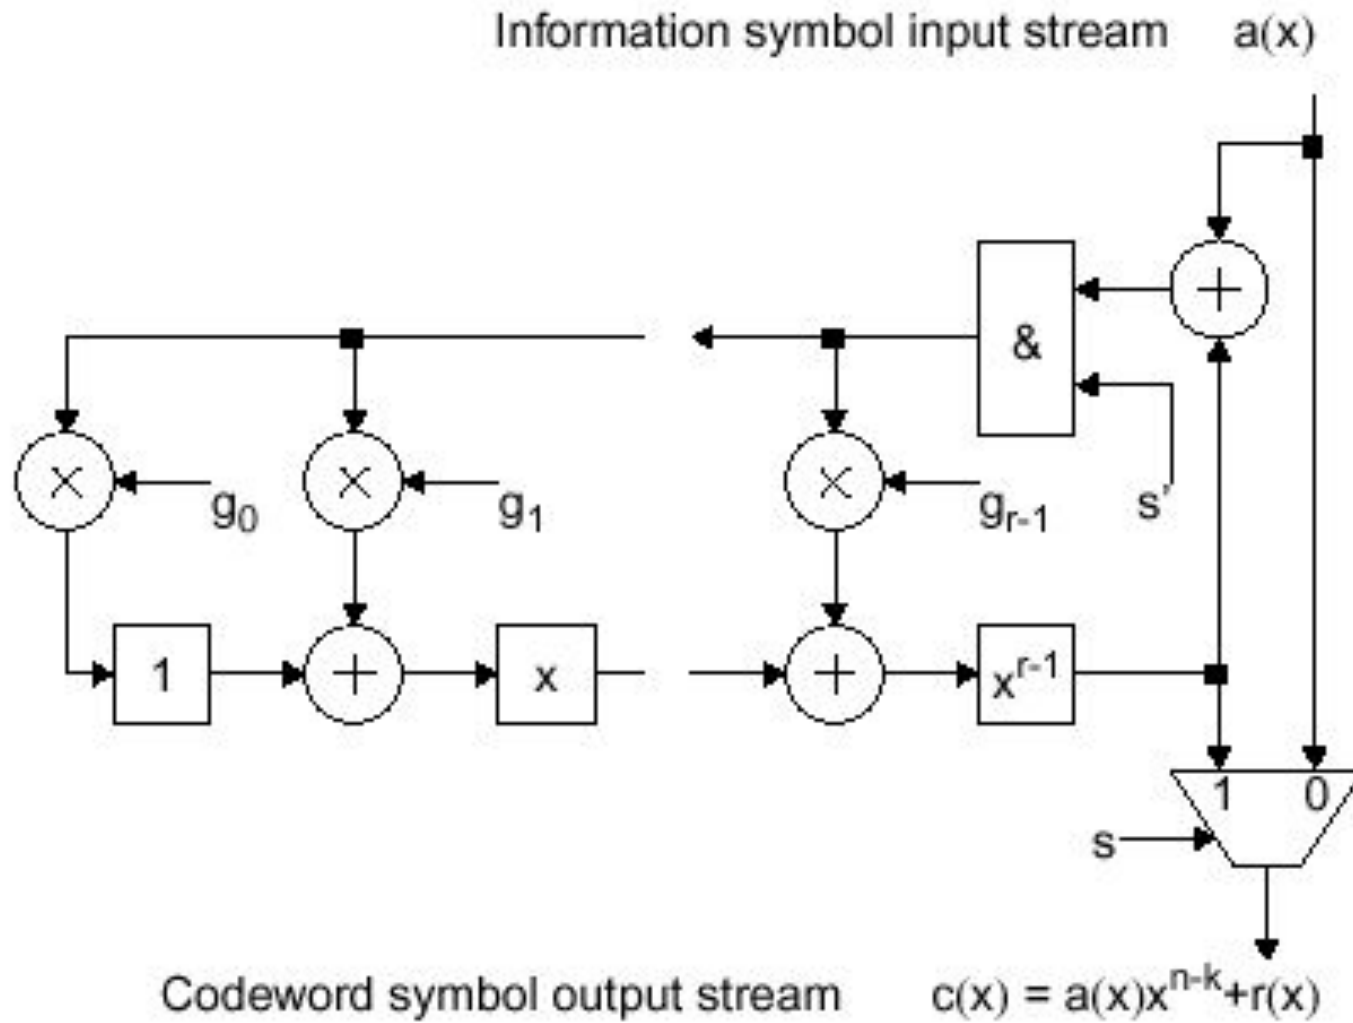 Information symbol input stream a(x)
+
&
× × ×
g₀ g₁ gᵣ₋₁ s'
1 + x + xʳ⁻¹
1 0
s
Codeword symbol output stream c(x) = a(x)xⁿ⁻ᵏ+r(x)